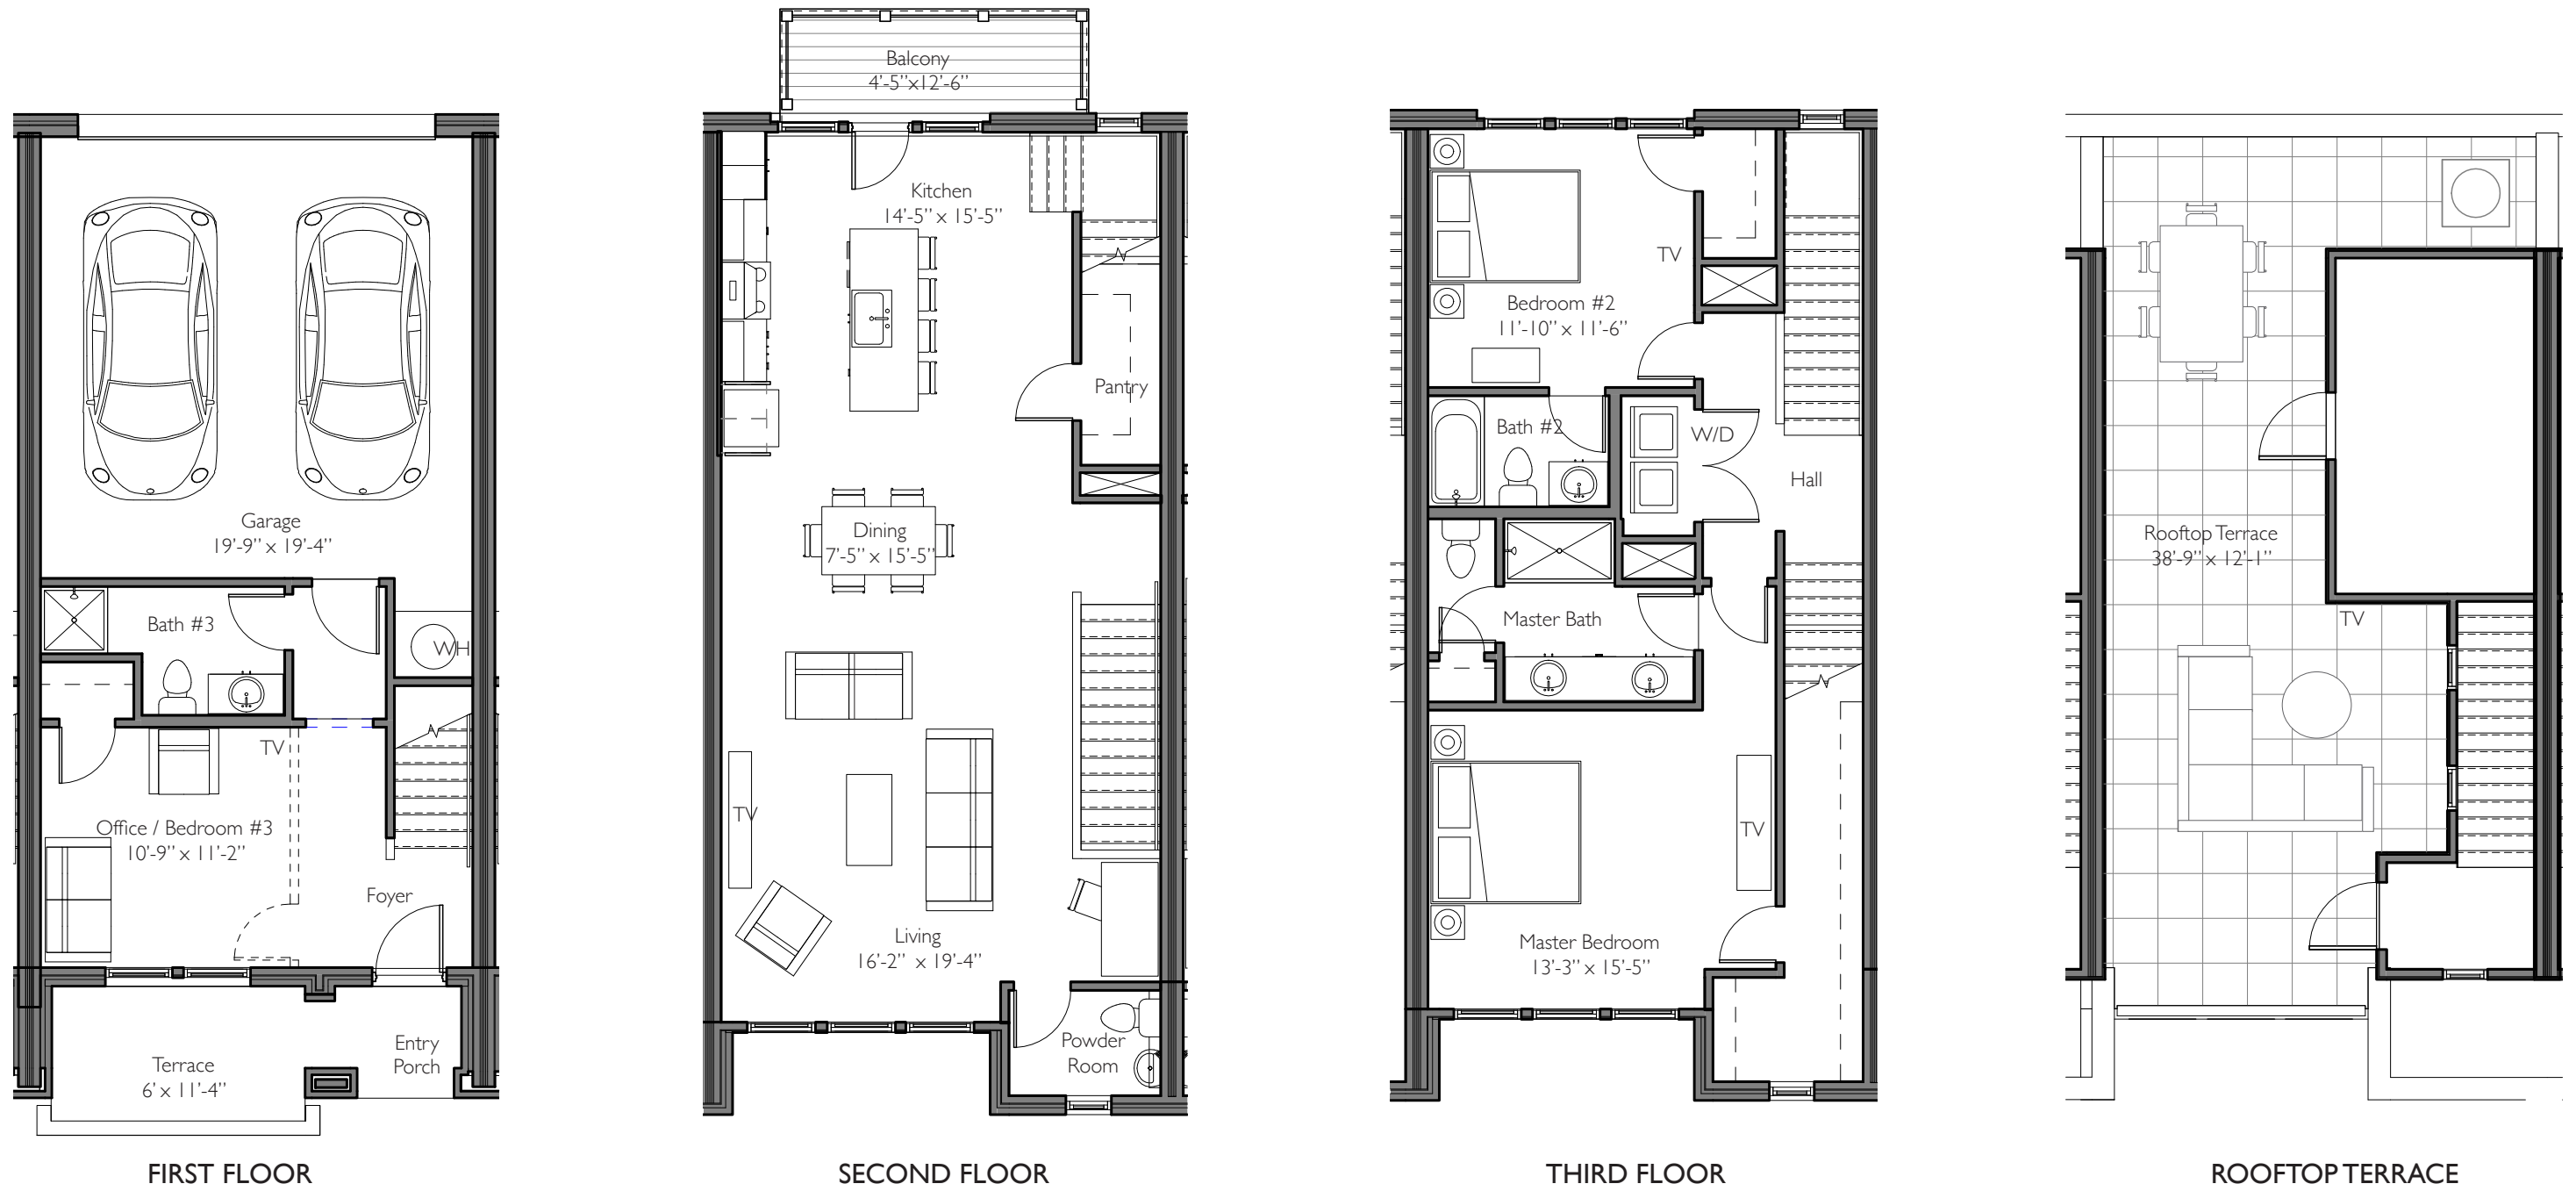 Garage
19'-9" x 19'-4"
Bath #3
WH
TV
Office / Bedroom #3
10'-9" x 11'-2"
Foyer
Terrace
6' x 11'-4"
Entry
Porch
FIRST FLOOR
Balcony
4'-5"x12'-6"
Kitchen
14'-5" x 15'-5"
Pantry
Dining
7'-5" x 15'-5"
TV
Living
16'-2" x 19'-4"
Powder
Room
SECOND FLOOR
TV
Bedroom #2
11'-10" x 11'-6"
Bath #2
W/D
Hall
Master Bath
TV
Master Bedroom
13'-3" x 15'-5"
THIRD FLOOR
Rooftop Terrace
38'-9" x 12'-1"
TV
ROOFTOP TERRACE